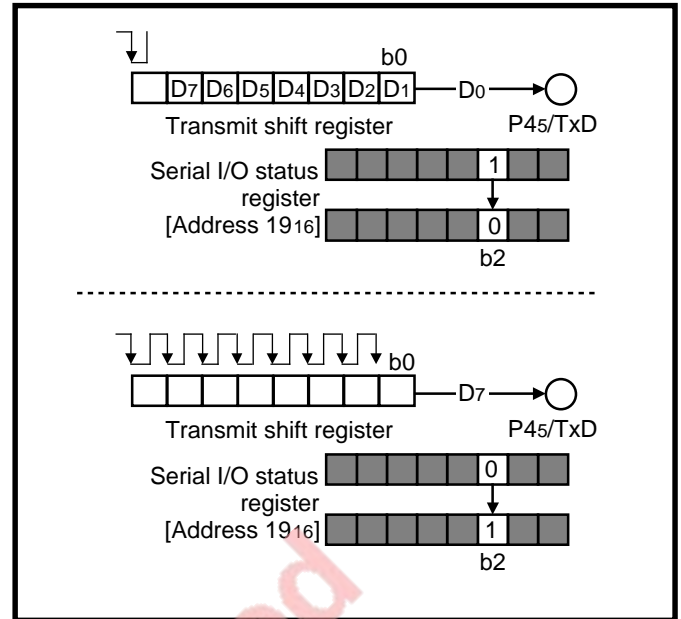 b0
D7 D6 D5 D4 D3 D2 D1 D0
Transmit shift register P45/TxD
Serial I/O status 1
register
[Address 1916] 0
b2
b0
D7
Transmit shift register P45/TxD
Serial I/O status 0
register
[Address 1916] 1
b2